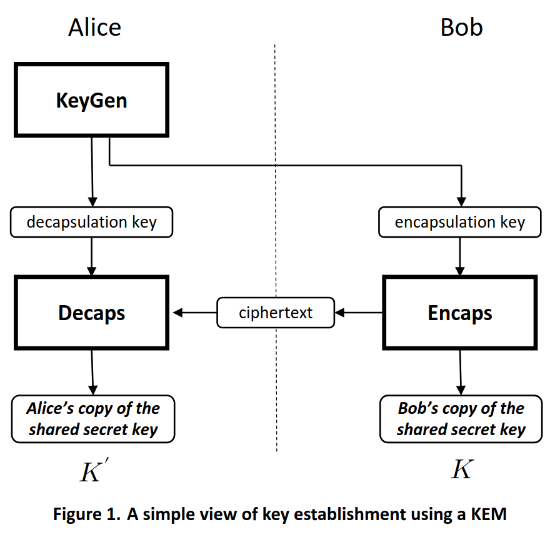 Alice
Bob
KeyGen
decapsulation key
encapsulation key
Decaps
ciphertext
Encaps
Alice's copy of the
shared secret key
Bob's copy of the
shared secret key
K′
K
Figure 1. A simple view of key establishment using a KEM